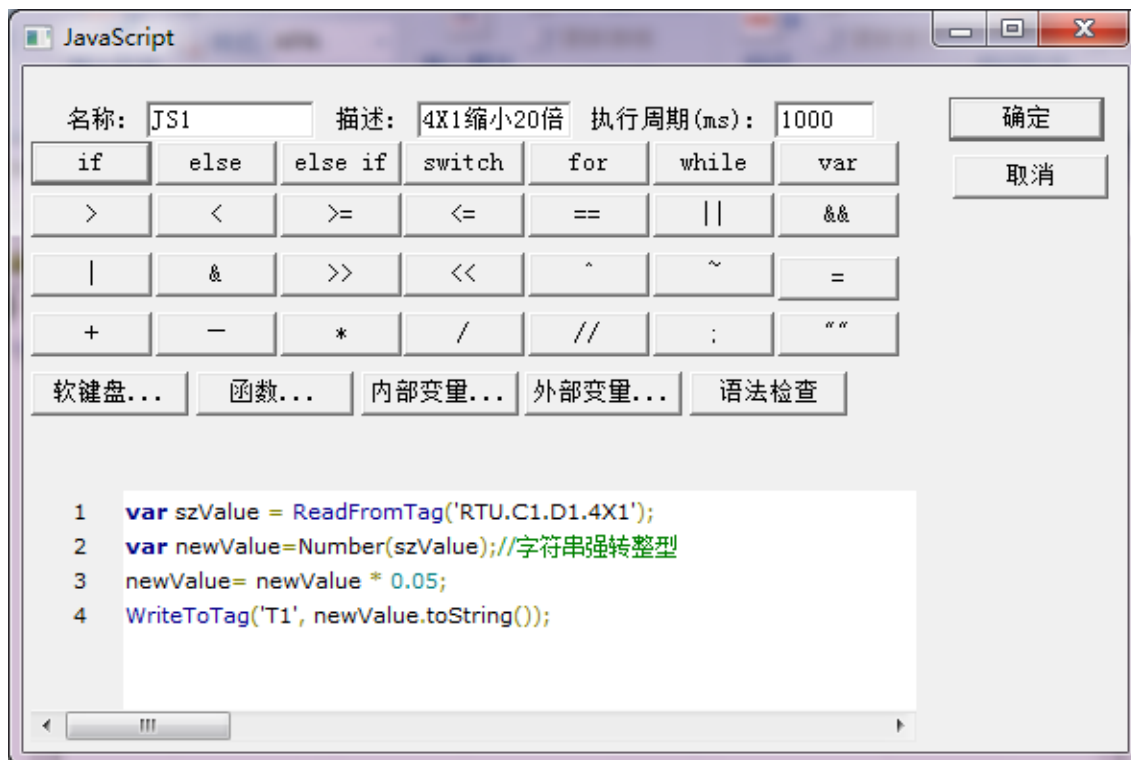 JavaScript
名称: JS1 描述: 4X1缩小20倍 执行周期(ms): 1000 确定
if else else if switch for while var 取消
> < >= <= == || &&
| & >> << ^ ~ =
+ - * / // ; ""
软键盘... 函数... 内部变量... 外部变量... 语法检查
1 var szValue = ReadFromTag('RTU.C1.D1.4X1');
2 var newValue=Number(szValue);//字符串强转整型
3 newValue= newValue * 0.05;
4 WriteToTag('T1', newValue.toString());